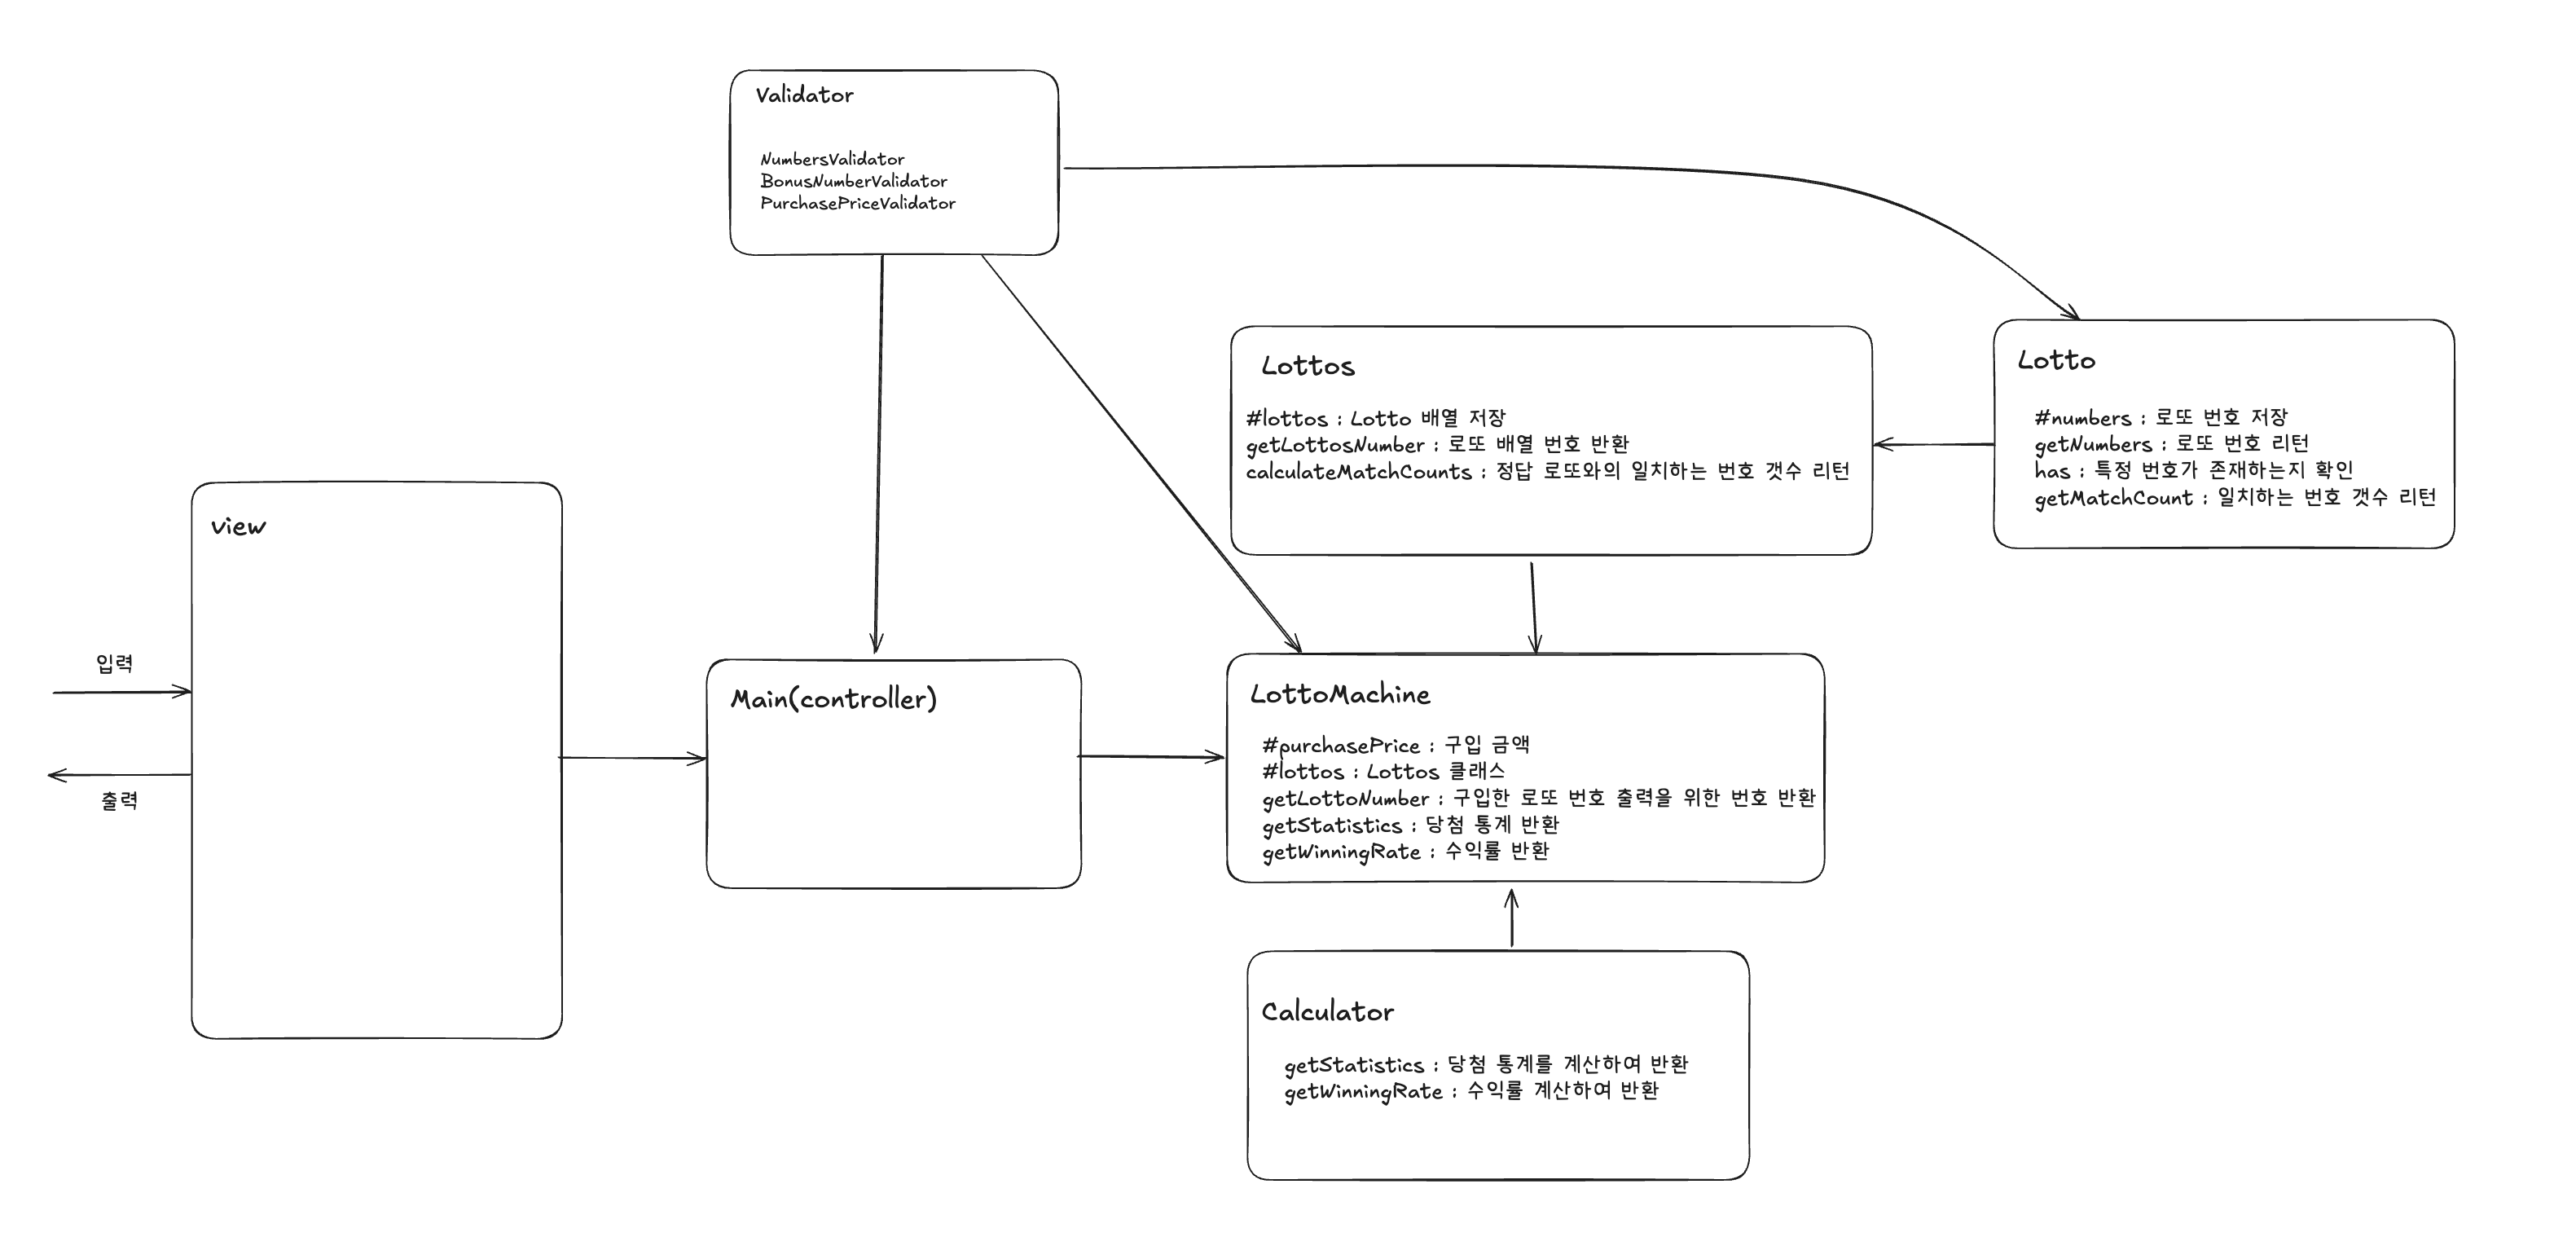 Validator
NumbersValidator
BonusNumberValidator
PurchasePriceValidator
Lottos
#lottos : Lotto 배열 저장
getLottosNumber : 로또 배열 번호 반환
calculateMatchCounts : 정답 로또와의 일치하는 번호 갯수 리턴
Lotto
#numbers : 로또 번호 저장
getNumbers : 로또 번호 리턴
has : 특정 번호가 존재하는지 확인
getMatchCount : 일치하는 번호 갯수 리턴
view
입력
출력
Main(controller)
LottoMachine
#purchasePrice : 구입 금액
#lottos : Lottos 클래스
getLottoNumber : 구입한 로또 번호 출력을 위한 번호 반환
getStatistics : 당첨 통계 반환
getWinningRate : 수익률 반환
Calculator
getStatistics : 당첨 통계를 계산하여 반환
getWinningRate : 수익률 계산하여 반환